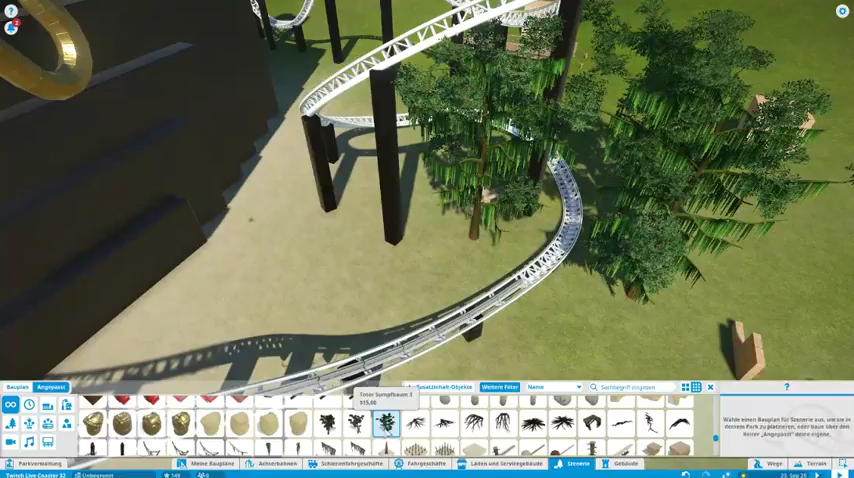 ?
2
Bauplan Angepasst
Zusatzinhalt-Objekte Weitere Filter Name Suchbegriff eingeben
Toter Sumpfbaum 3
$15,00
?
Wähle einen Bauplan für Szenerie aus, um sie in deinem Park zu platzieren, oder baue über den Reiter „Angepasst“ deine eigene.
Parkverwaltung Meine Baupläne Achterbahnen Schienenfahrgeschäfte Fahrgeschäfte Läden und Servicegebäude Szenerie Gebäude Wege Terrain
Twitch Live-Coaster 32 Unbegrenzt